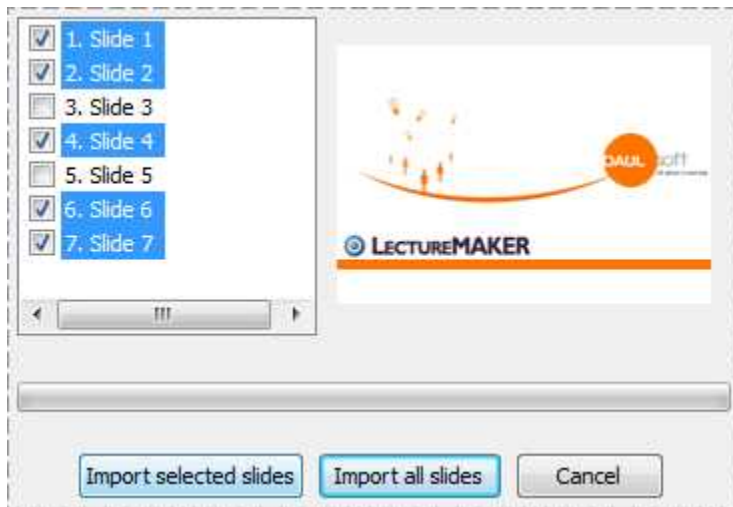 1. Slide 1
2. Slide 2
3. Slide 3
4. Slide 4
5. Slide 5
6. Slide 6
7. Slide 7
DAUL soft
LECTUREMAKER
Import selected slides
Import all slides
Cancel